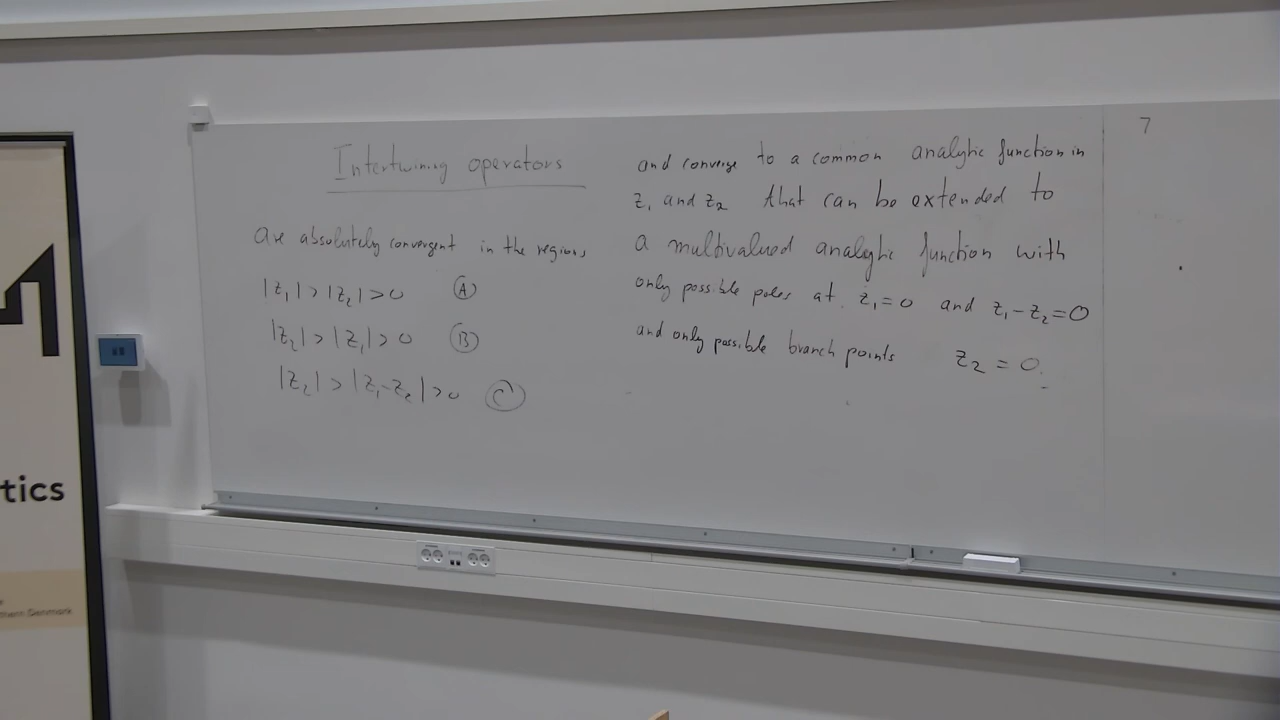 Intertwining operators
are absolutely convergent in the regions
|z₁| > |z₂| > 0 (A)
|z₂| > |z₁| > 0 (B)
|z₂| > |z₁-z₂| > 0 (C)
and converge to a common analytic function in
z₁ and z₂ that can be extended to
a multivalued analytic function with
only possible poles at z₁=0 and z₁-z₂=0
and only possible branch points z₂ = 0.
7
tics
thern Denmark